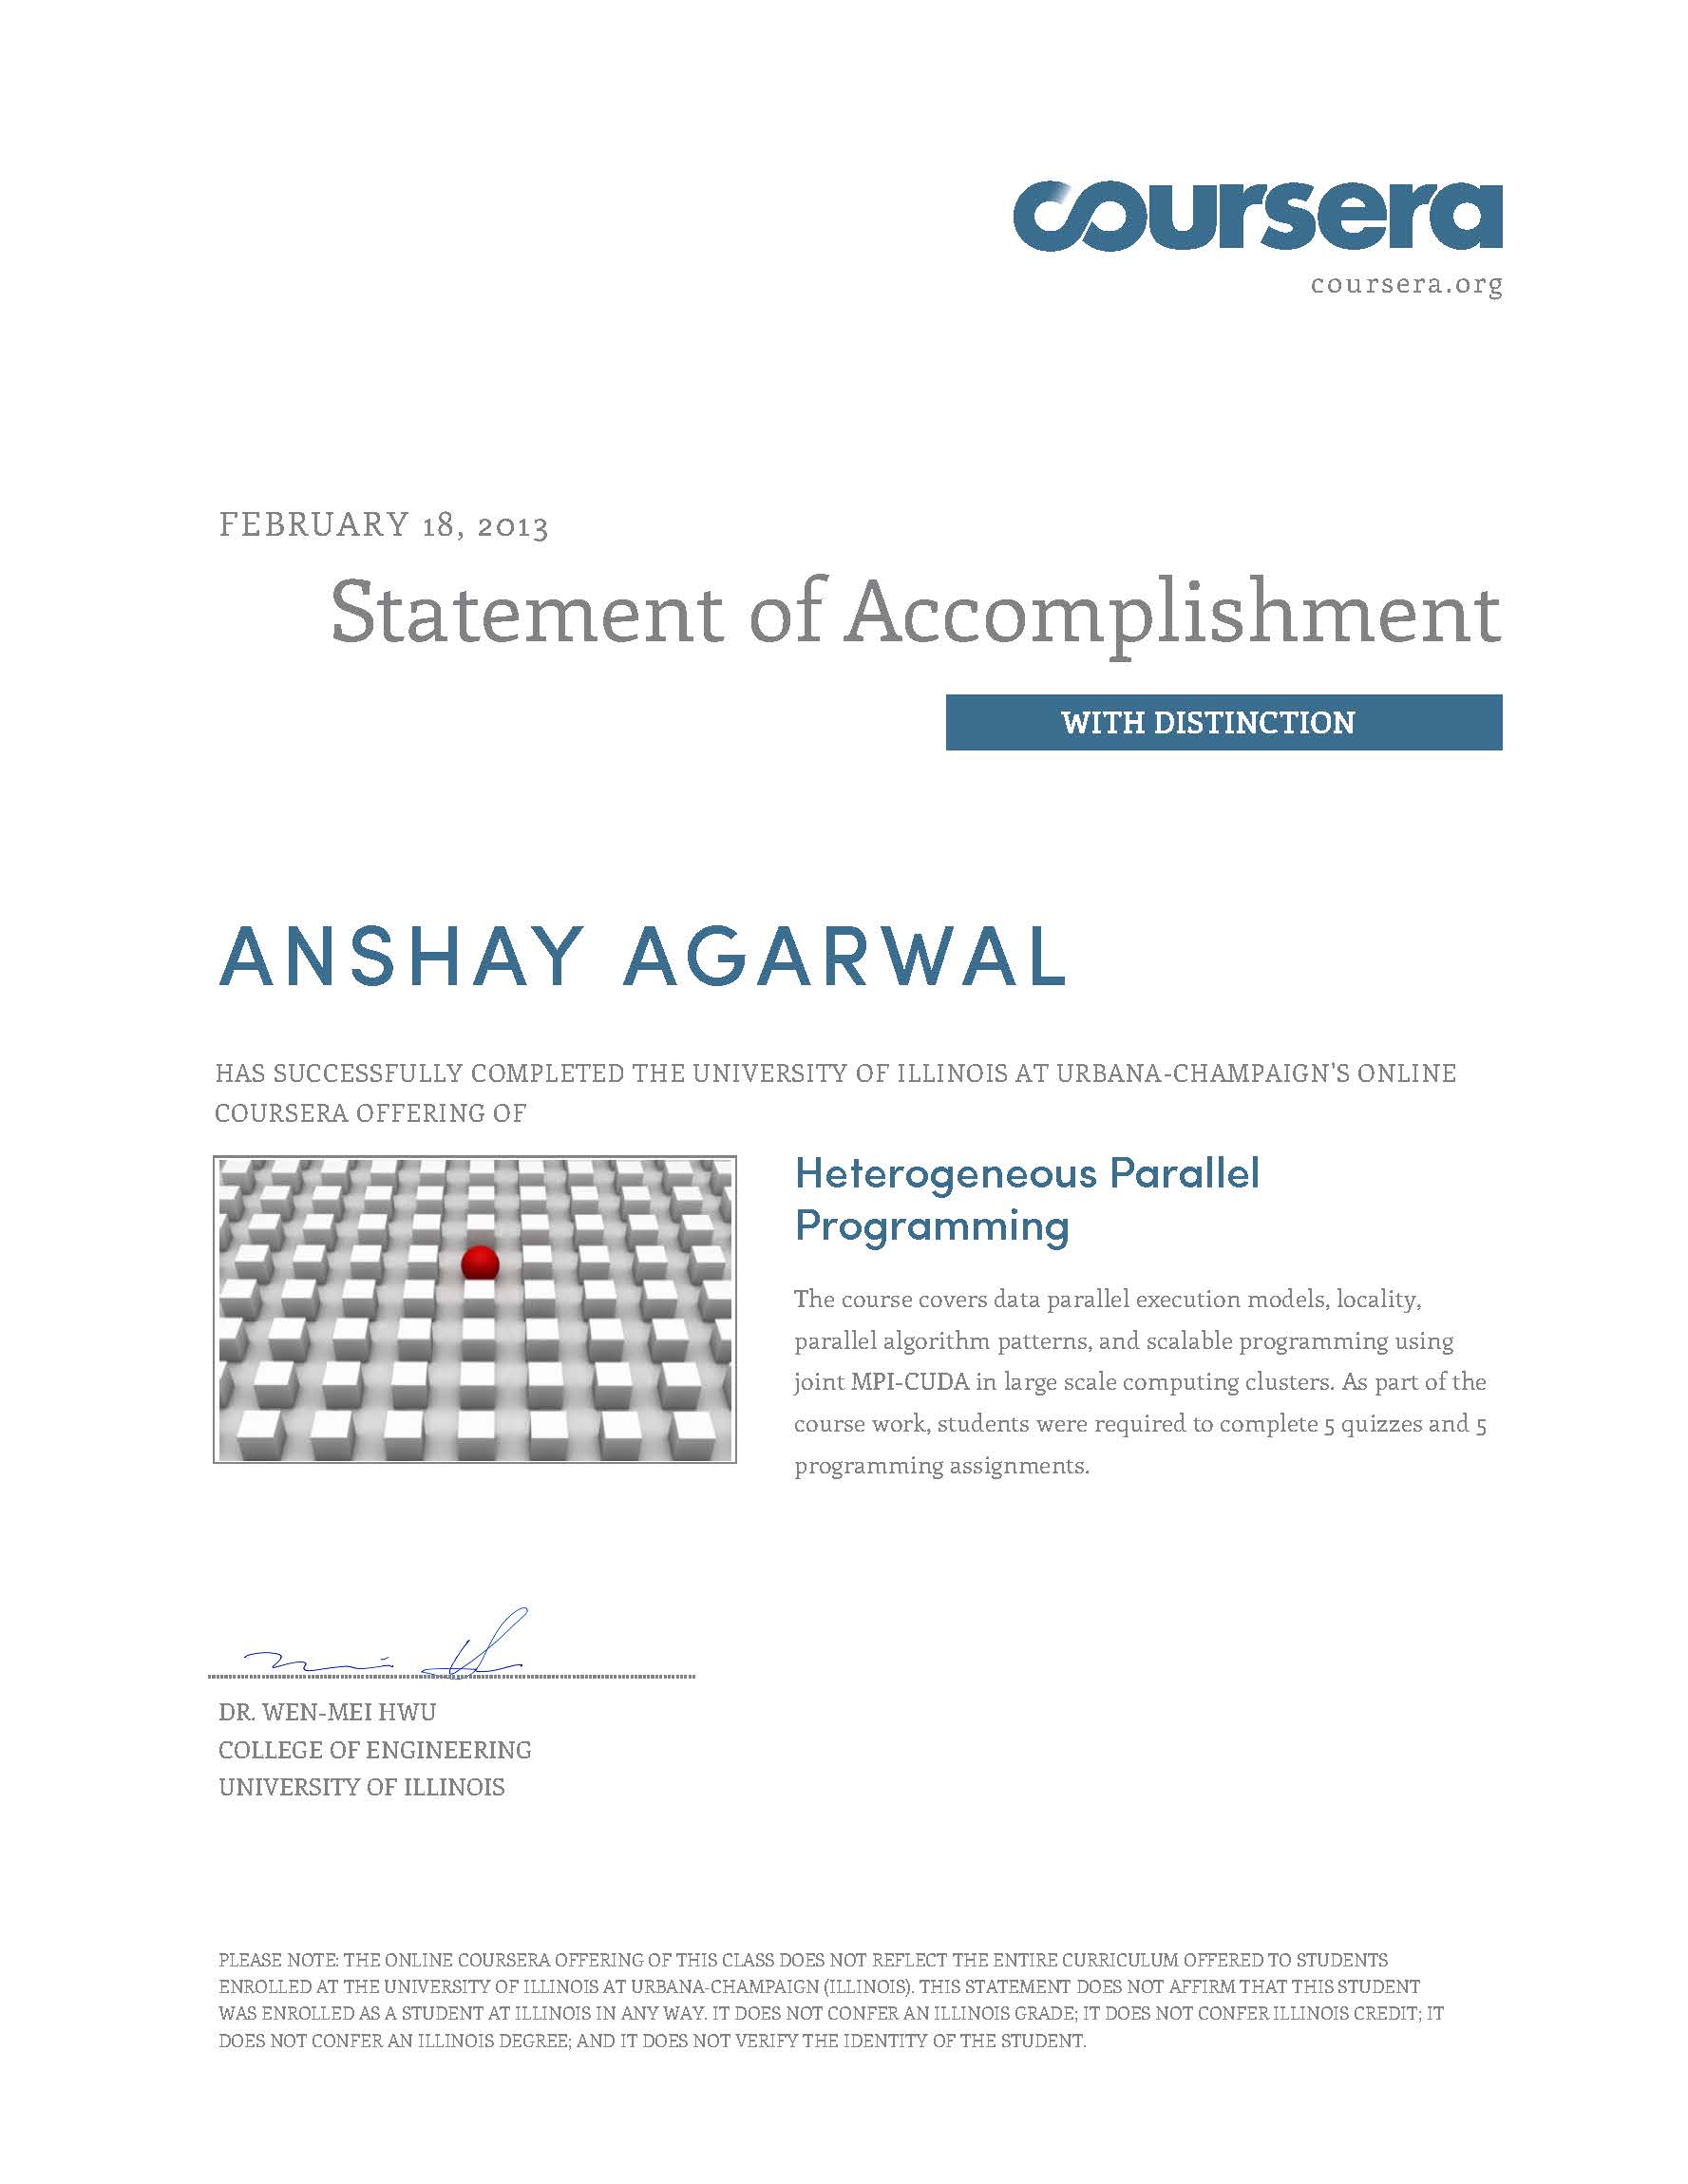 coursera
coursera.org
FEBRUARY 18, 2013
Statement of Accomplishment
WITH DISTINCTION
ANSHAY AGARWAL
HAS SUCCESSFULLY COMPLETED THE UNIVERSITY OF ILLINOIS AT URBANA-CHAMPAIGN'S ONLINE
COURSERA OFFERING OF
Heterogeneous Parallel
Programming
The course covers data parallel execution models, locality,
parallel algorithm patterns, and scalable programming using
joint MPI-CUDA in large scale computing clusters. As part of the
course work, students were required to complete 5 quizzes and 5
programming assignments.
DR. WEN-MEI HWU
COLLEGE OF ENGINEERING
UNIVERSITY OF ILLINOIS
PLEASE NOTE: THE ONLINE COURSERA OFFERING OF THIS CLASS DOES NOT REFLECT THE ENTIRE CURRICULUM OFFERED TO STUDENTS
ENROLLED AT THE UNIVERSITY OF ILLINOIS AT URBANA-CHAMPAIGN (ILLINOIS). THIS STATEMENT DOES NOT AFFIRM THAT THIS STUDENT
WAS ENROLLED AS A STUDENT AT ILLINOIS IN ANY WAY. IT DOES NOT CONFER AN ILLINOIS GRADE; IT DOES NOT CONFER ILLINOIS CREDIT; IT
DOES NOT CONFER AN ILLINOIS DEGREE; AND IT DOES NOT VERIFY THE IDENTITY OF THE STUDENT.